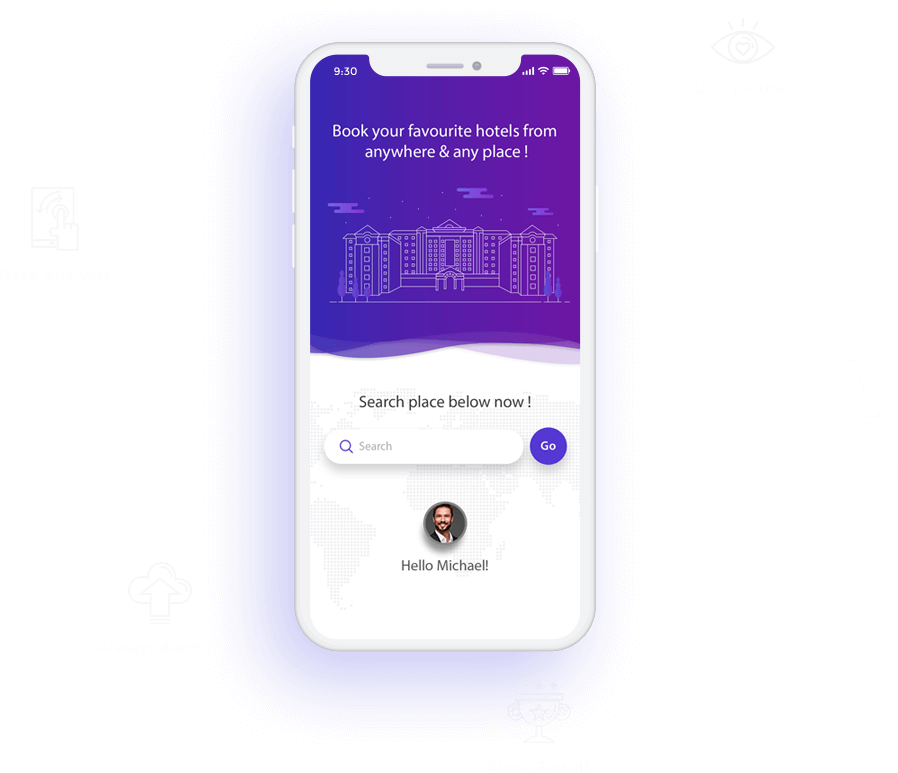 9:30
Book your favourite hotels from
anywhere & any place !
Search place below now !
Search
Go
Hello Michael!